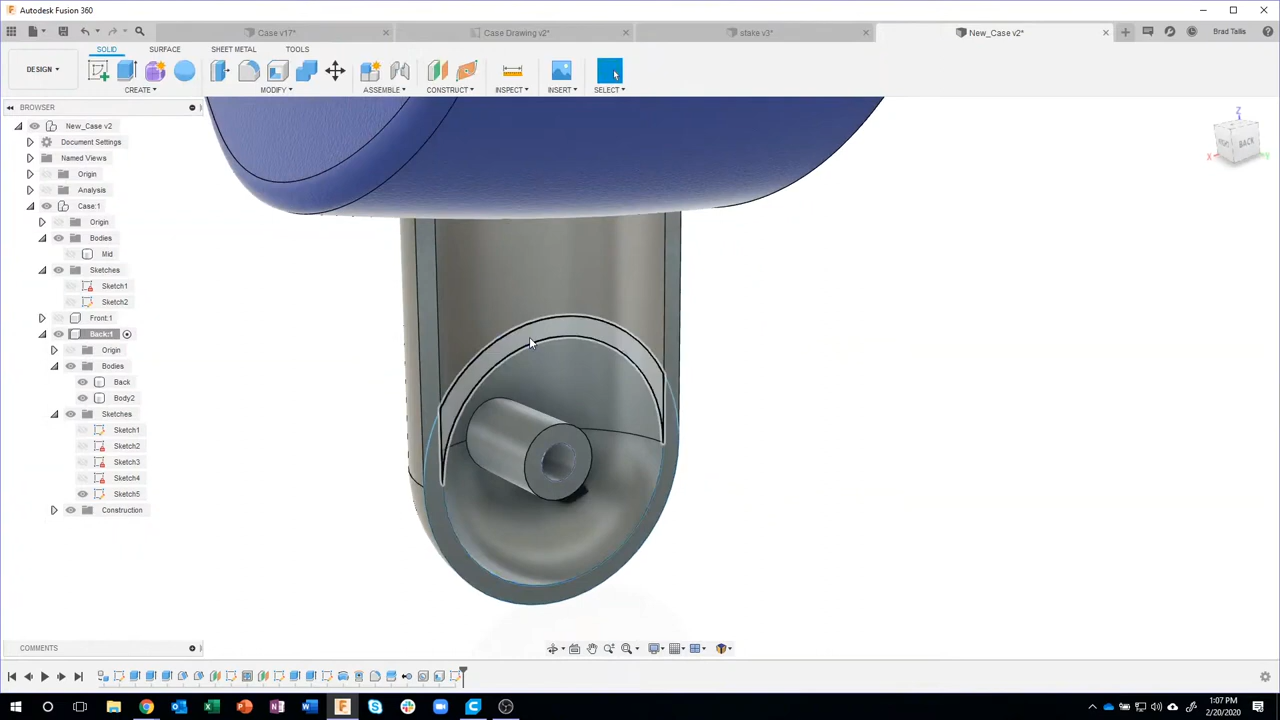 Autodesk Fusion 360
Case v17*
Case Drawing v2*
stake v3*
New_Case v2*
Brad Tallis
DESIGN
SOLID
SURFACE
SHEET METAL
TOOLS
CREATE
MODIFY
ASSEMBLE
CONSTRUCT
INSPECT
INSERT
SELECT
BROWSER
New_Case v2
Document Settings
Named Views
Origin
Analysis
Case:1
Origin
Bodies
Mid
Sketches
Sketch1
Sketch2
Front:1
Back:1
Origin
Bodies
Back
Body2
Sketches
Sketch1
Sketch2
Sketch3
Sketch4
Sketch5
Construction
Z
RIGHT
BACK
X
Y
COMMENTS
1:07 PM
2/20/2020